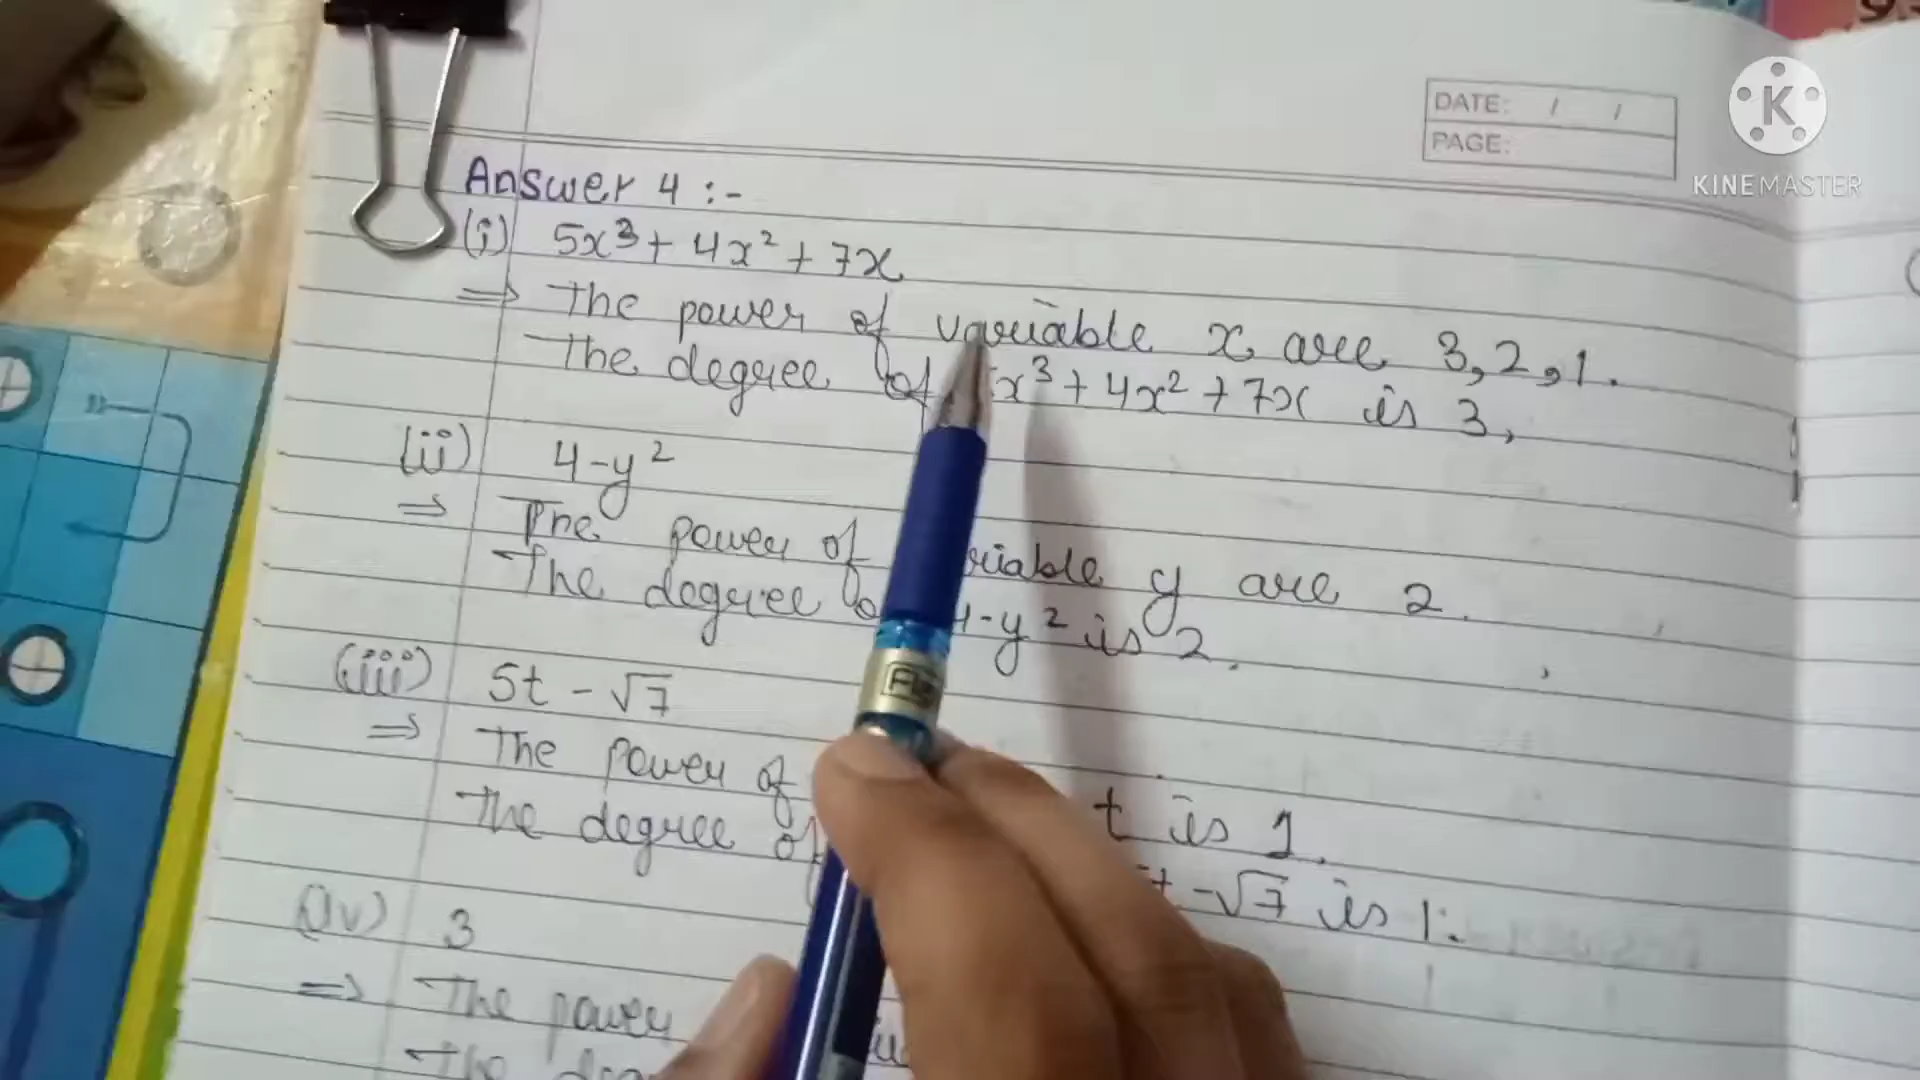 DATE: / /
PAGE:
K
KINEMASTER
Answer 4 :-
(i) 5x³ + 4x² + 7x
⇒ The power of variable x are 3, 2, 1.
The degree of x³ + 4x² + 7x is 3,
(ii) 4-y²
⇒ The power of riable y are 2.
The degree 4-y² is 2.
(iii) 5t - √7
⇒ The power of t is 1.
The degree of t - √7 is 1.
(iv) 3
⇒ The power
The